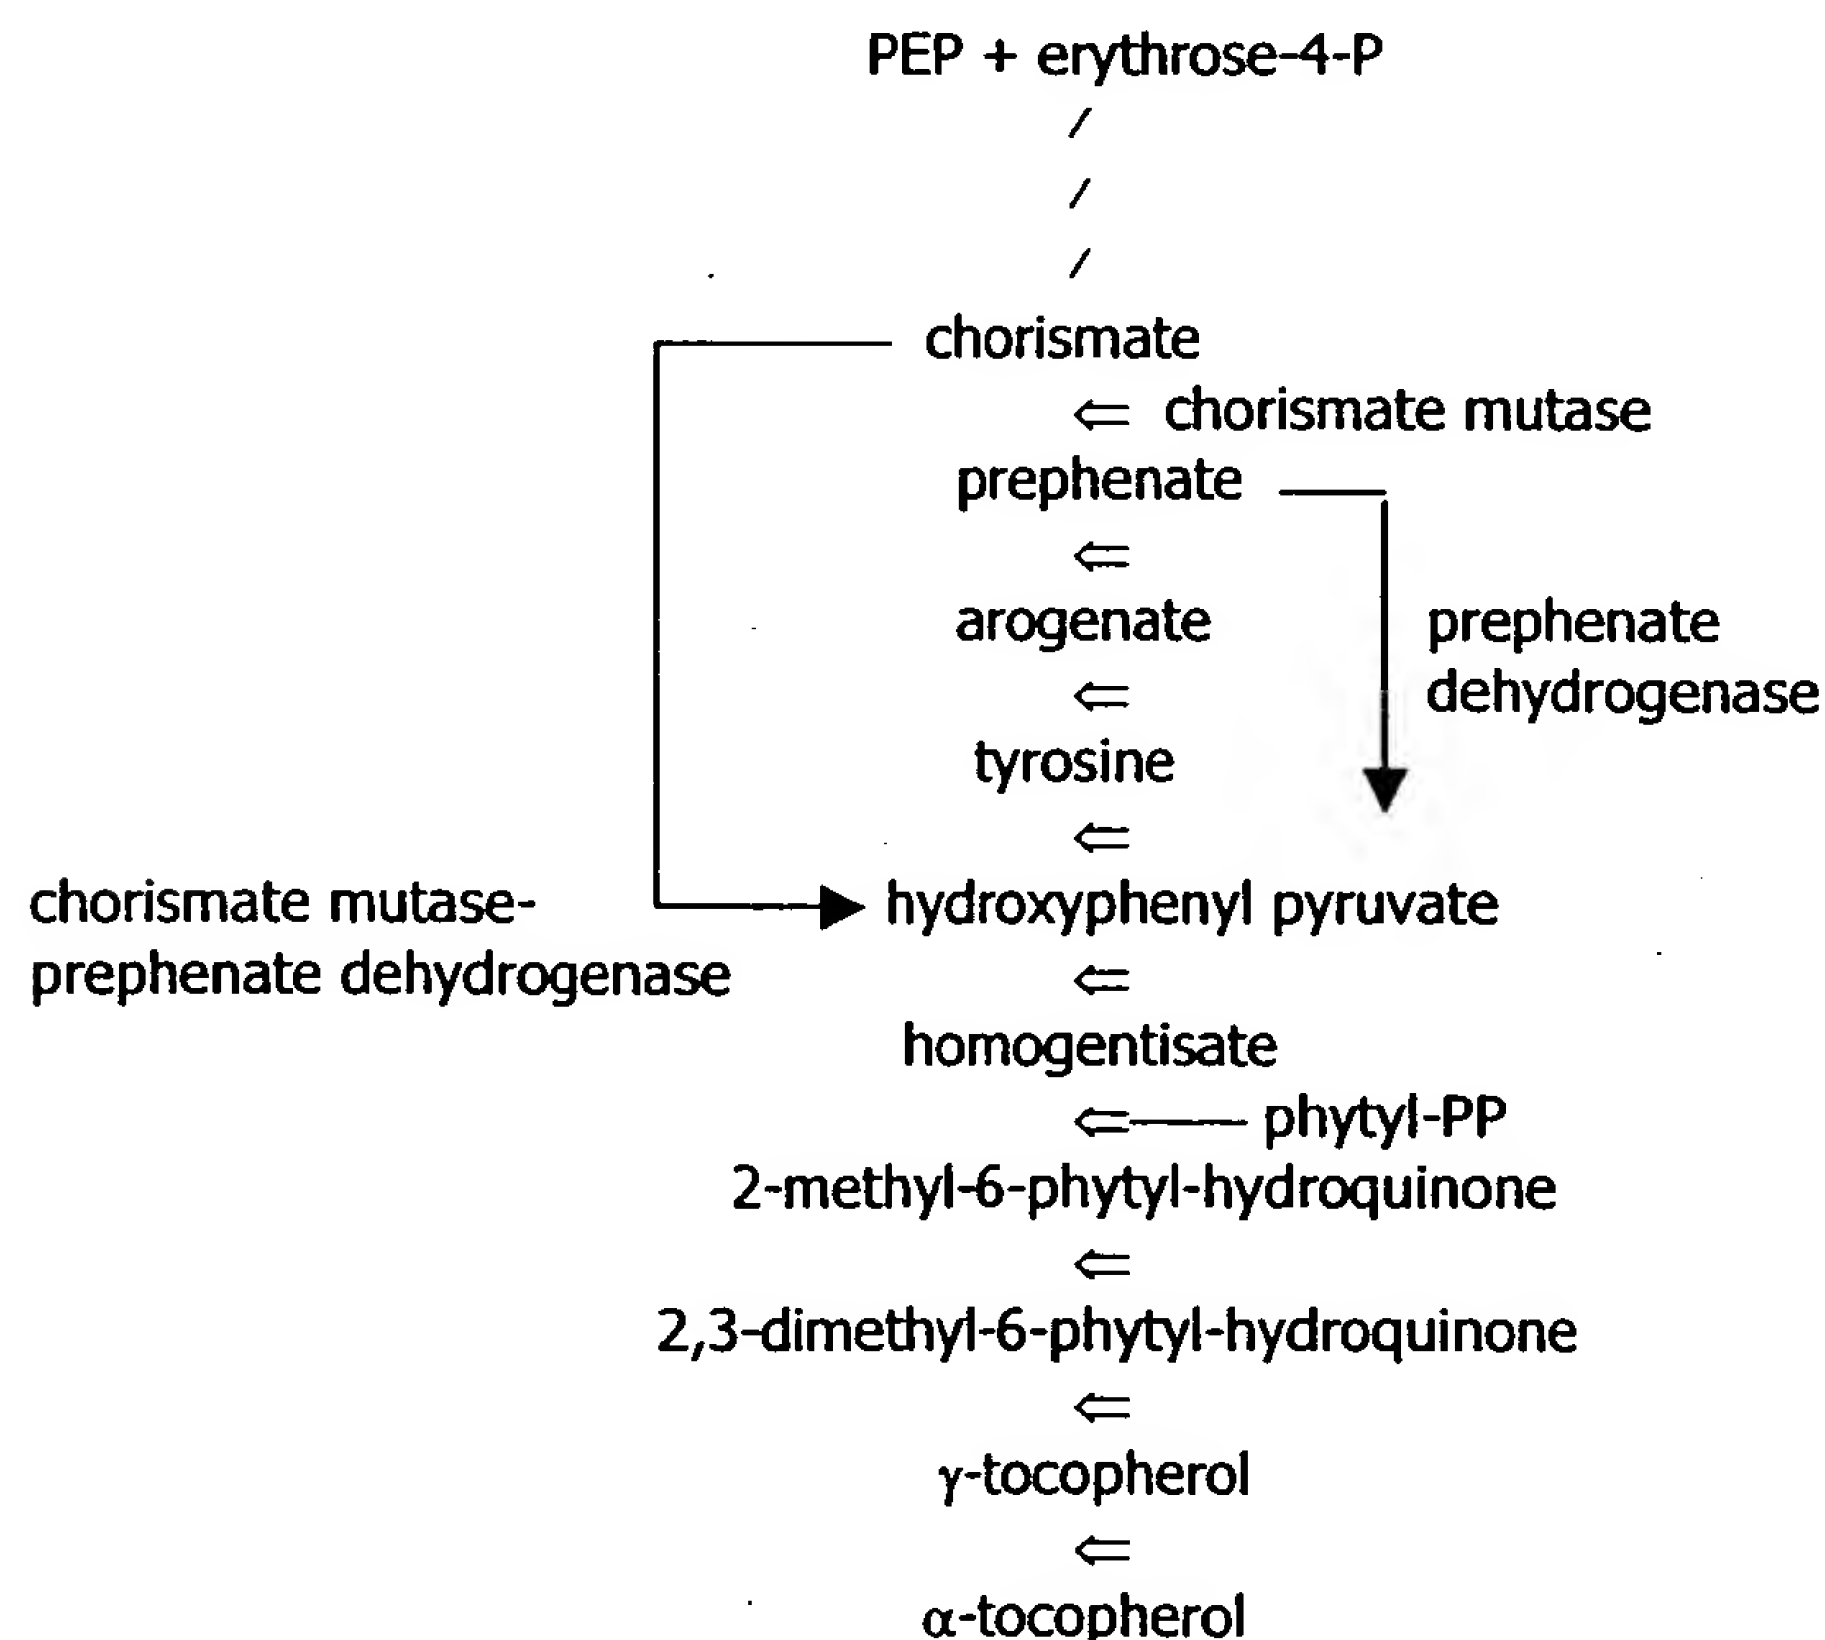 PEP + erythrose-4-P
/
/
/
chorismate
⇐ chorismate mutase
prephenate
⇐
arogenate
prephenate
dehydrogenase
⇐
tyrosine
⇐
hydroxyphenyl pyruvate
chorismate mutase-
prephenate dehydrogenase
⇐
homogentisate
⇐ phytyl-PP
2-methyl-6-phytyl-hydroquinone
⇐
2,3-dimethyl-6-phytyl-hydroquinone
⇐
γ-tocopherol
⇐
α-tocopherol